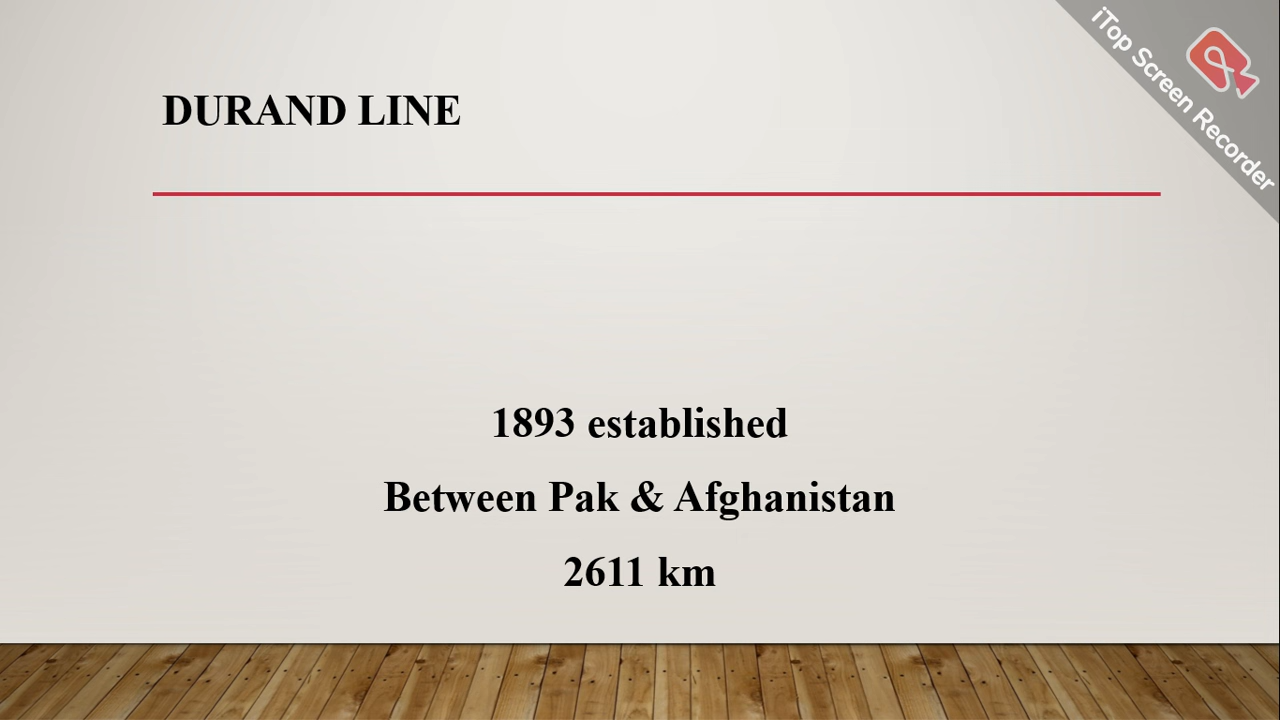 DURAND LINE
1893 established
Between Pak & Afghanistan
2611 km
iTop Screen Recorder